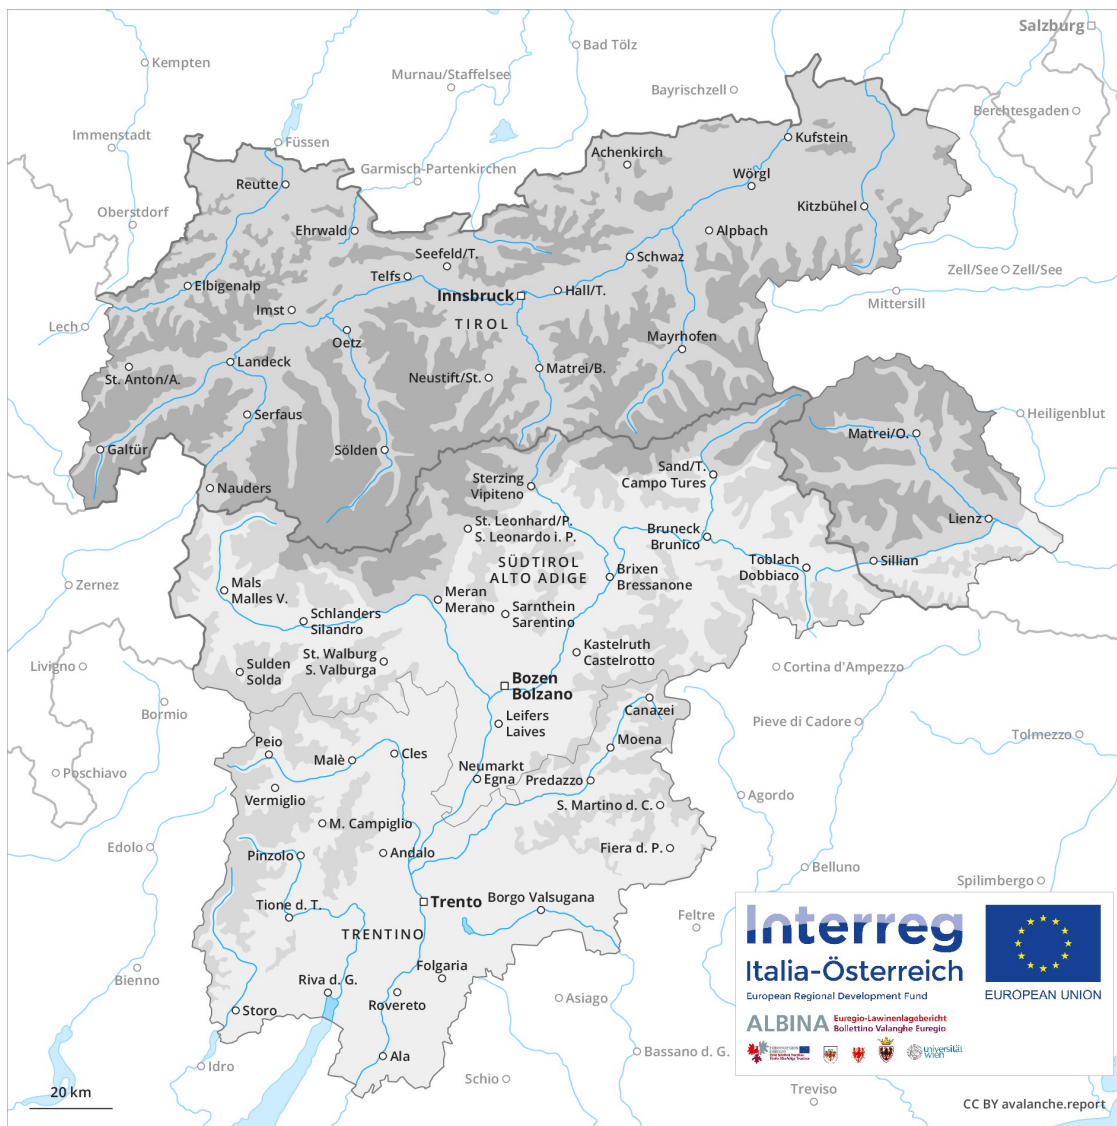 Salzburg
Bad Tölz
Kempten
Murnau/Staffelsee
Bayrischzell
Berchtesgaden
Immenstadt
Füssen
Kufstein
Achenkirch
Garmisch-Partenkirchen
Wörgl
Reutte
Oberstdorf
Kitzbühel
Ehrwald
Alpbach
Seefeld/T.
Schwaz
Telfs
Zell/See
Zell/See
Elbigenalp
Innsbruck
Hall/T.
Mittersill
Imst
TIROL
Lech
Oetz
Mayrhofen
Landeck
Matrei/B.
St. Anton/A.
Neustift/St.
Serfaus
Heiligenblut
Matrei/O.
Galtür
Sölden
Sterzing
Vipiteno
Sand/T.
Campo Tures
Nauders
Lienz
St. Leonhard/P.
S. Leonardo i. P.
Bruneck
Brunico
SÜDTIROL
ALTO ADIGE
Toblach
Dobbiaco
Sillian
Brixen
Bressanone
Zernez
Mals
Malles V.
Meran
Merano
Schlanders
Silandro
Sarnthein
Sarentino
Kastelruth
Castelrotto
St. Walburg
S. Valburga
Livigno
Sulden
Solda
Cortina d'Ampezzo
Bozen
Bolzano
Bormio
Canazei
Leifers
Laives
Pieve di Cadore
Tolmezzo
Peio
Moena
Cles
Malè
Poschiavo
Neumarkt
Egna
Predazzo
Vermiglio
Agordo
S. Martino d. C.
M. Campiglio
Edolo
Pinzolo
Andalo
Fiera d. P.
Belluno
Spilimbergo
Trento
Borgo Valsugana
Tione d. T.
Feltre
TRENTINO
Folgaria
Bienno
Riva d. G.
Rovereto
Asiago
Storo
Ala
Bassano d. G.
Idro
Schio
Treviso
20 km
Interreg
Italia-Österreich
European Regional Development Fund
EUROPEAN UNION
ALBINA
Euregio-Lawinenlagebericht
Bollettino Valanghe Euregio
universität
wien
CC BY avalanche.report